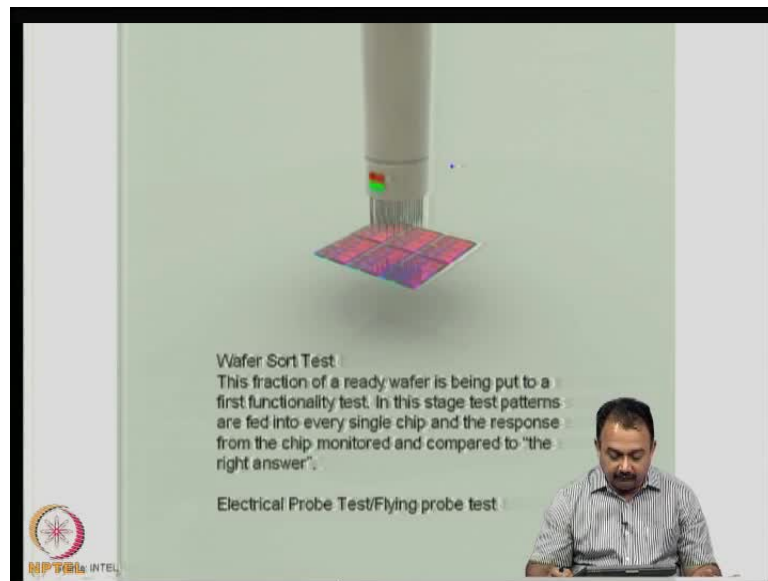 Wafer Sort Test
This fraction of a ready wafer is being put to a
first functionality test. In this stage test patterns
are fed into every single chip and the response
from the chip monitored and compared to "the
right answer".
Electrical Probe Test/Flying probe test
NPTEL
INTEL